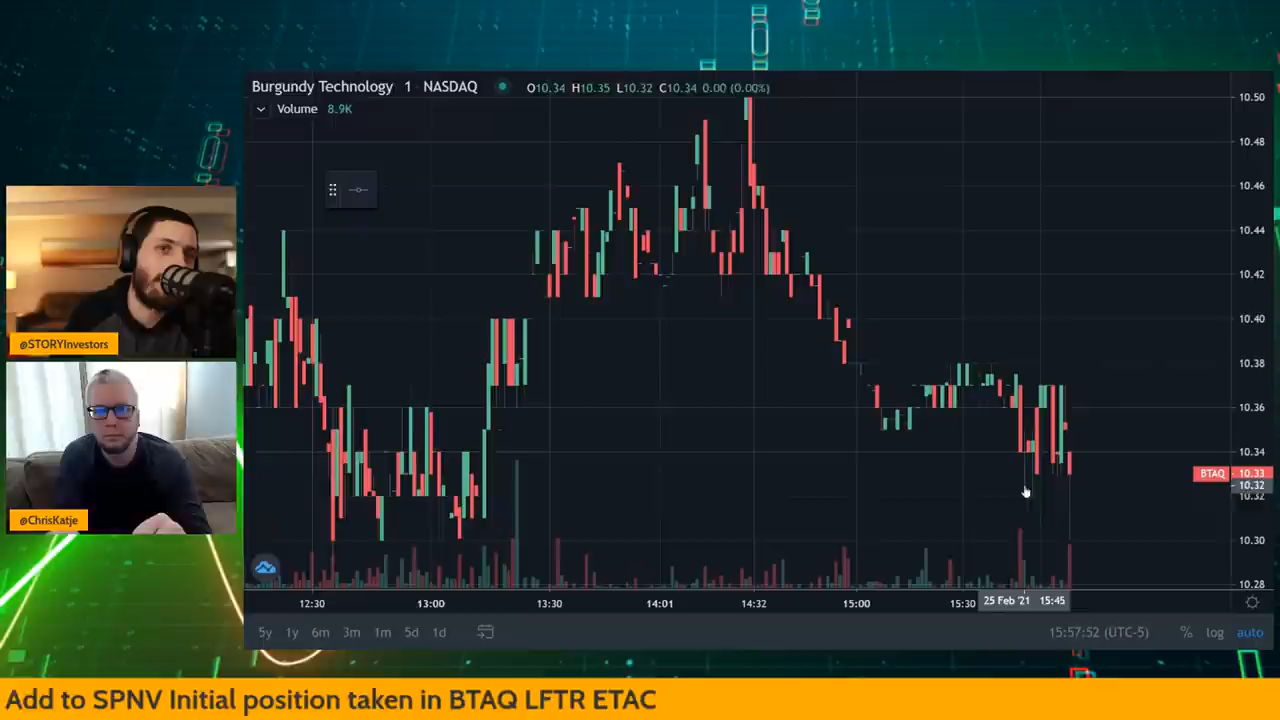 Burgundy Technology 1 NASDAQ O10.34 H10.35 L10.32 C10.34 0.00 (0.00%)
Volume 8.9K
10.50
10.48
10.46
10.44
10.42
10.40
10.38
10.36
10.34
BTAQ 10.33
10.32
10.32
10.30
10.28
@STORYInvestors
@ChrisKatje
12:30 13:00 13:30 14:01 14:32 15:00 15:30 25 Feb '21 15:45
5y 1y 6m 3m 1m 5d 1d 15:57:52 (UTC-5) % log auto
Add to SPNV Initial position taken in BTAQ LFTR ETAC